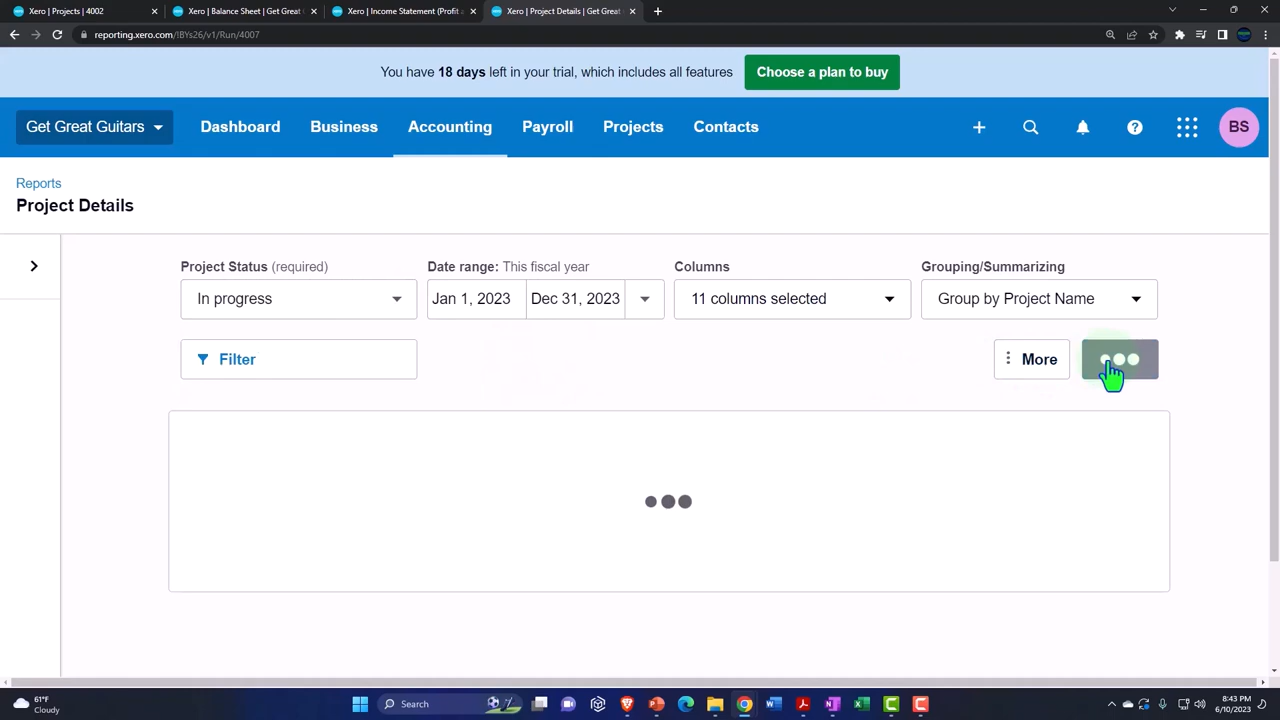 Xero | Projects | 4002
Xero | Balance Sheet | Get Great
Xero | Income Statement (Profit a
Xero | Project Details | Get Great
reporting.xero.com/!BYs26/v1/Run/4007
You have 18 days left in your trial, which includes all features
Choose a plan to buy
Get Great Guitars
Dashboard
Business
Accounting
Payroll
Projects
Contacts
BS
Reports
Project Details
Project Status (required)
Date range: This fiscal year
Columns
Grouping/Summarizing
In progress
Jan 1, 2023
Dec 31, 2023
11 columns selected
Group by Project Name
Filter
More
61°F
Cloudy
Search
8:43 PM
6/10/2023